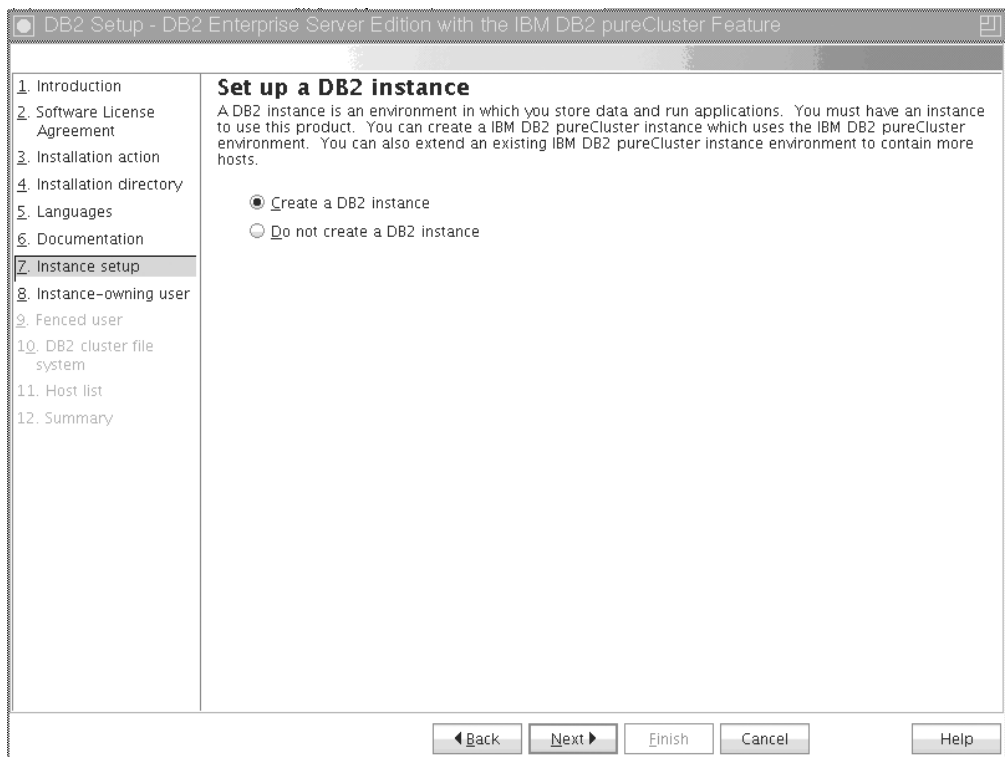 DB2 Setup - DB2 Enterprise Server Edition with the IBM DB2 pureCluster Feature
1. Introduction
2. Software License
Agreement
3. Installation action
4. Installation directory
5. Languages
6. Documentation
7. Instance setup
8. Instance-owning user
9. Fenced user
10. DB2 cluster file
system
11. Host list
12. Summary
Set up a DB2 instance
A DB2 instance is an environment in which you store data and run applications. You must have an instance
to use this product. You can create a IBM DB2 pureCluster instance which uses the IBM DB2 pureCluster
environment. You can also extend an existing IBM DB2 pureCluster instance environment to contain more
hosts.
Create a DB2 instance
Do not create a DB2 instance
Back
Next
Finish
Cancel
Help